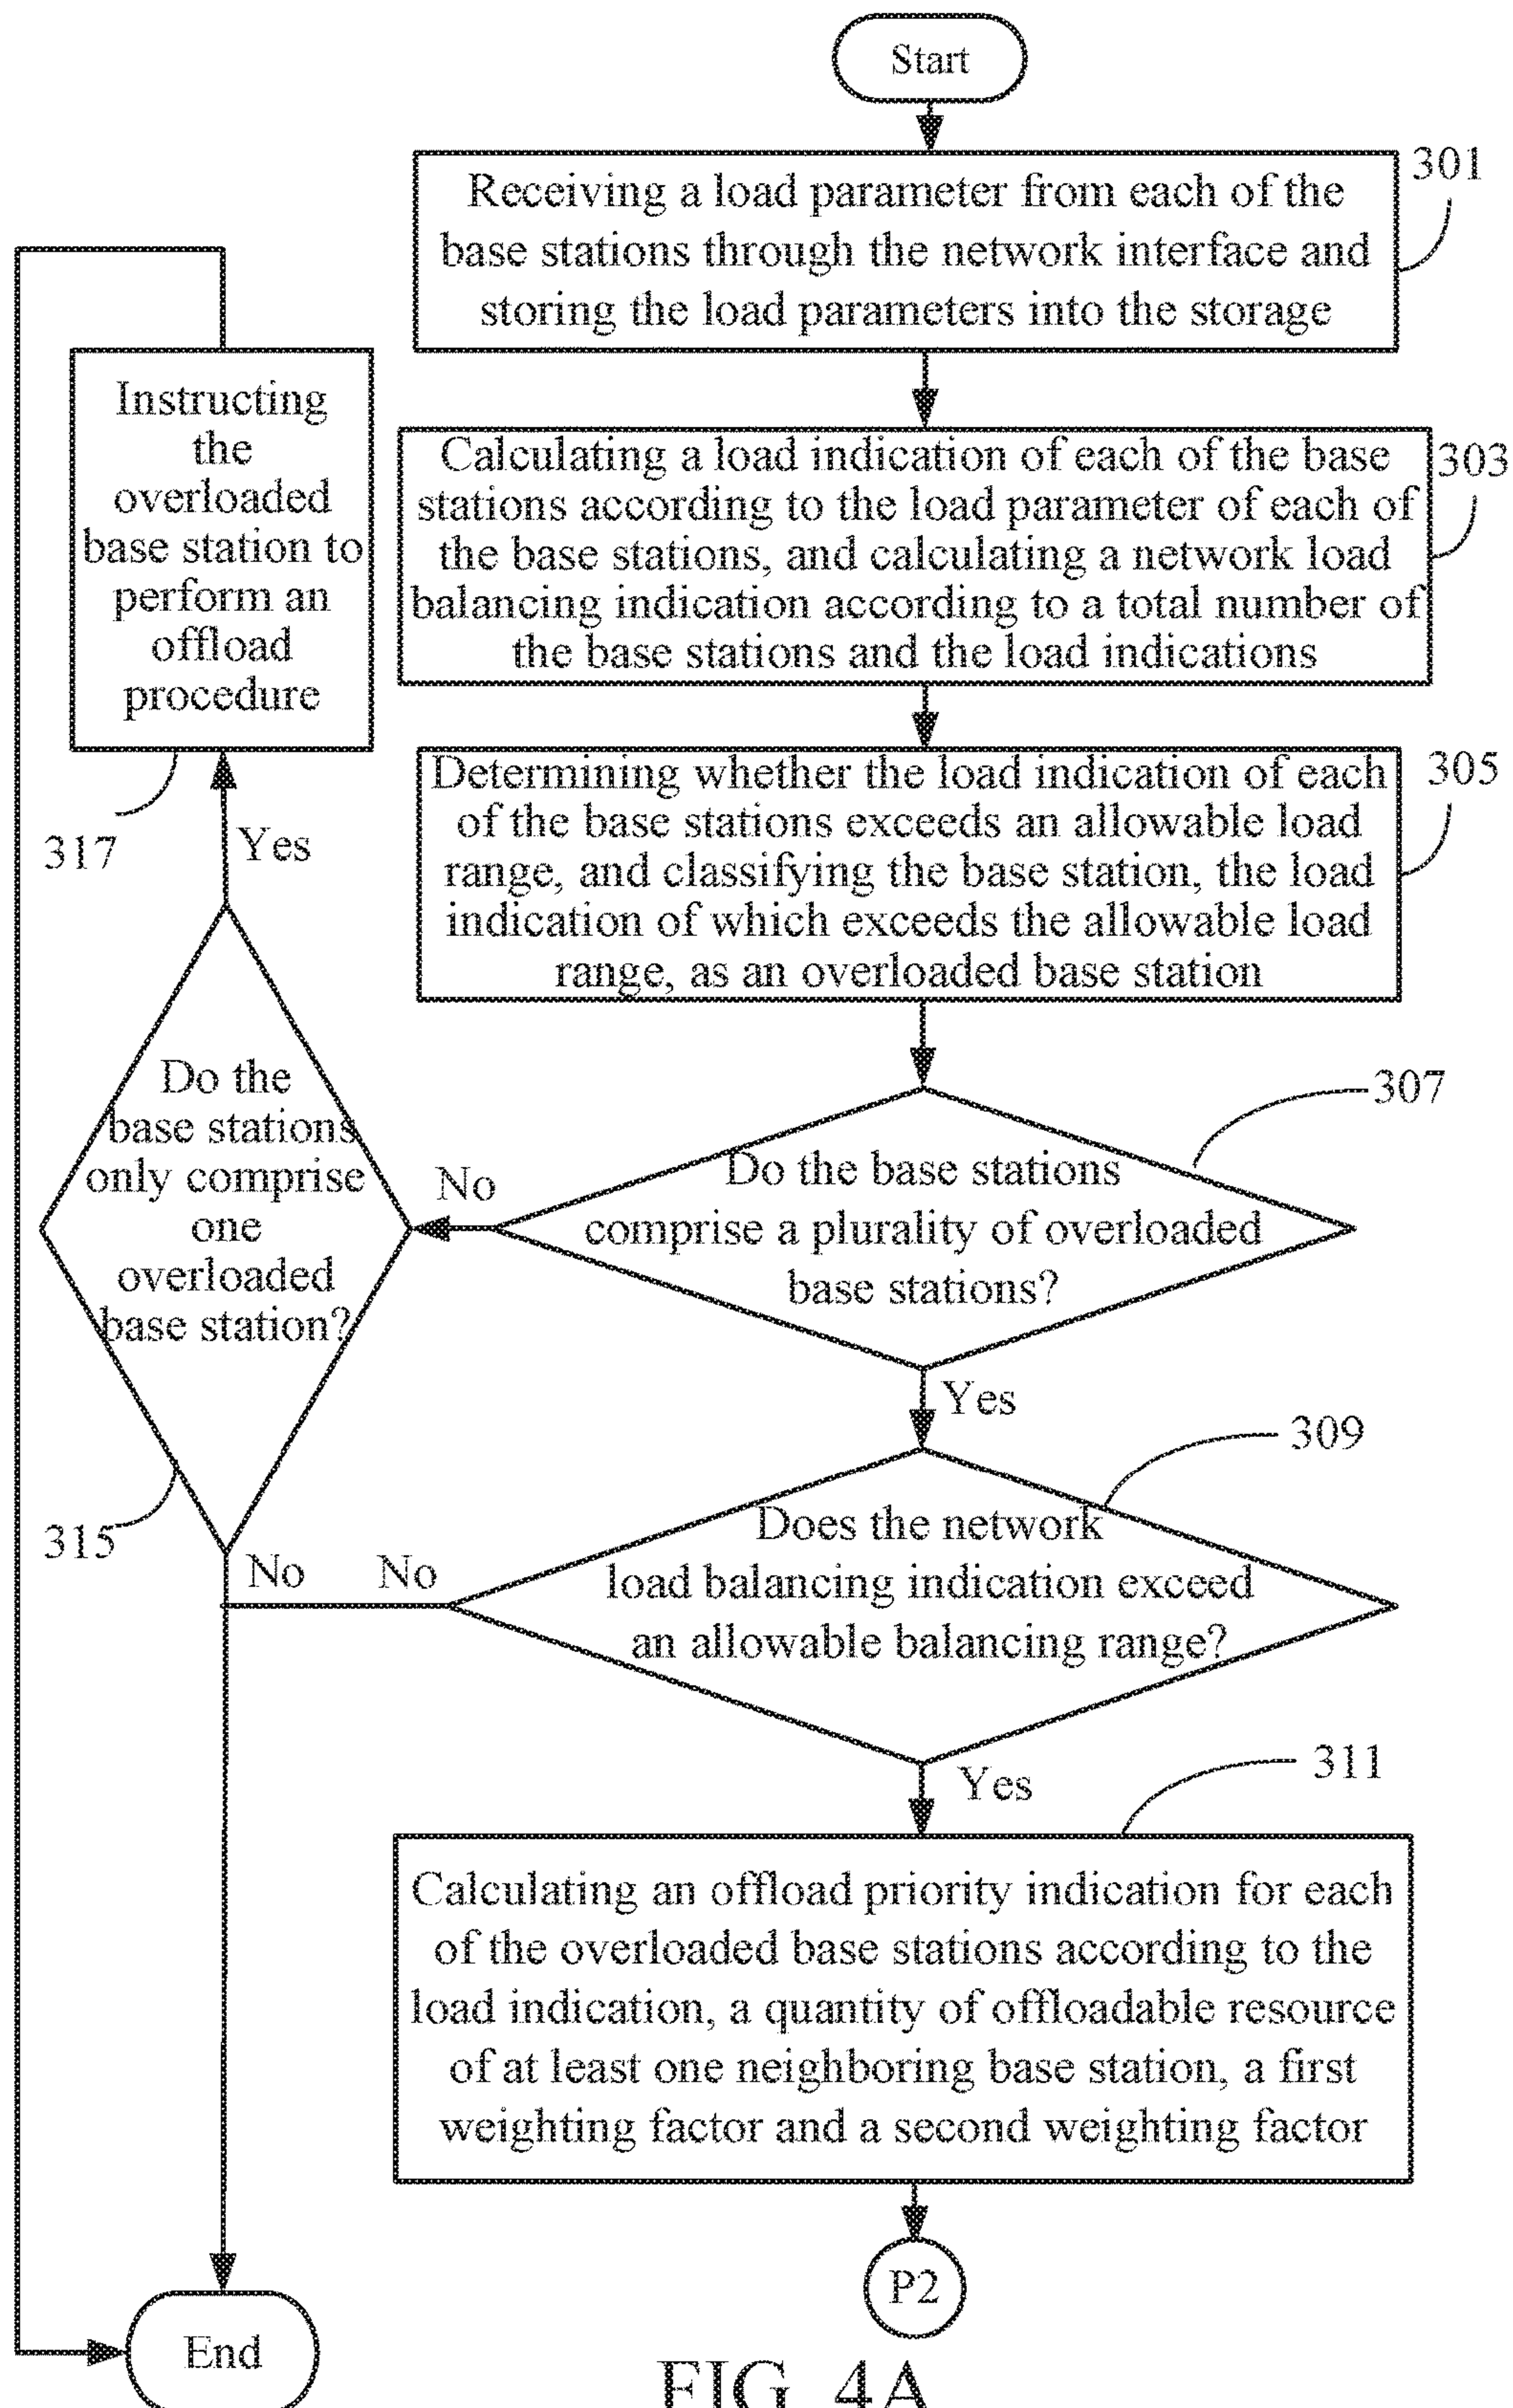 Start
301
Receiving a load parameter from each of the
base stations through the network interface and
storing the load parameters into the storage
303
Calculating a load indication of each of the base
stations according to the load parameter of each of
the base stations, and calculating a network load
balancing indication according to a total number of
the base stations and the load indications
305
Determining whether the load indication of each
of the base stations exceeds an allowable load
range, and classifying the base station, the load
indication of which exceeds the allowable load
range, as an overloaded base station
307
Do the base stations
comprise a plurality of overloaded
base stations?
No
Yes
Do the
base stations
only comprise
one
overloaded
base station?
315
Yes
Instructing
the
overloaded
base station to
perform an
offload
procedure
317
309
Does the network
load balancing indication exceed
an allowable balancing range?
No
No
Yes
311
Calculating an offload priority indication for each
of the overloaded base stations according to the
load indication, a quantity of offloadable resource
of at least one neighboring base station, a first
weighting factor and a second weighting factor
P2
End
FIG. 4A